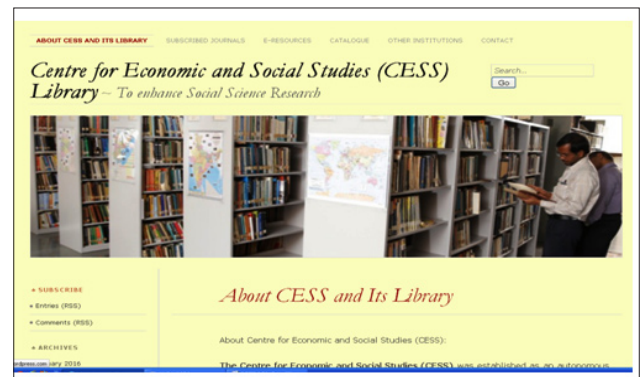 ABOUT CESS AND ITS LIBRARY SUBSCRIBED JOURNALS E-RESOURCES CATALOGUE OTHER INSTITUTIONS CONTACT
Centre for Economic and Social Studies (CESS)
Library ~ To enhance Social Science Research
Search...
Go
+ SUBSCRIBE
• Entries (RSS)
• Comments (RSS)
+ ARCHIVES
ary 2016
About CESS and Its Library
About Centre for Economic and Social Studies (CESS):
The Centre for Economic and Social Studies (CESS) was established as an autonomous